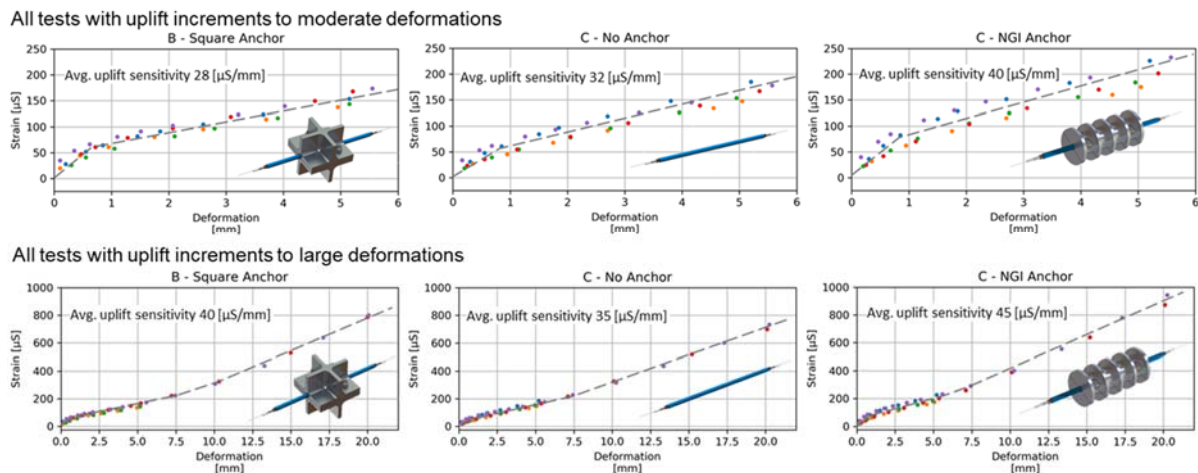 All tests with uplift increments to moderate deformations
B - Square Anchor
C - No Anchor
C - NGI Anchor
Avg. uplift sensitivity 28 [µS/mm]
Avg. uplift sensitivity 32 [µS/mm]
Avg. uplift sensitivity 40 [µS/mm]
Strain [µS]
250
200
150
100
50
0
0 1 2 3 4 5 6
Deformation
[mm]
Strain [µS]
250
200
150
100
50
0
0 1 2 3 4 5 6
Deformation
[mm]
Strain [µS]
250
200
150
100
50
0
0 1 2 3 4 5 6
Deformation
[mm]
All tests with uplift increments to large deformations
B - Square Anchor
C - No Anchor
C - NGI Anchor
Avg. uplift sensitivity 40 [µS/mm]
Avg. uplift sensitivity 35 [µS/mm]
Avg. uplift sensitivity 45 [µS/mm]
Strain [µS]
1000
800
600
400
200
0
0.0 2.5 5.0 7.5 10.0 12.5 15.0 17.5 20.0
Deformation
[mm]
Strain [µS]
1000
800
600
400
200
0
0.0 2.5 5.0 7.5 10.0 12.5 15.0 17.5 20.0
Deformation
[mm]
Strain [µS]
1000
800
600
400
200
0
0.0 2.5 5.0 7.5 10.0 12.5 15.0 17.5 20.0
Deformation
[mm]